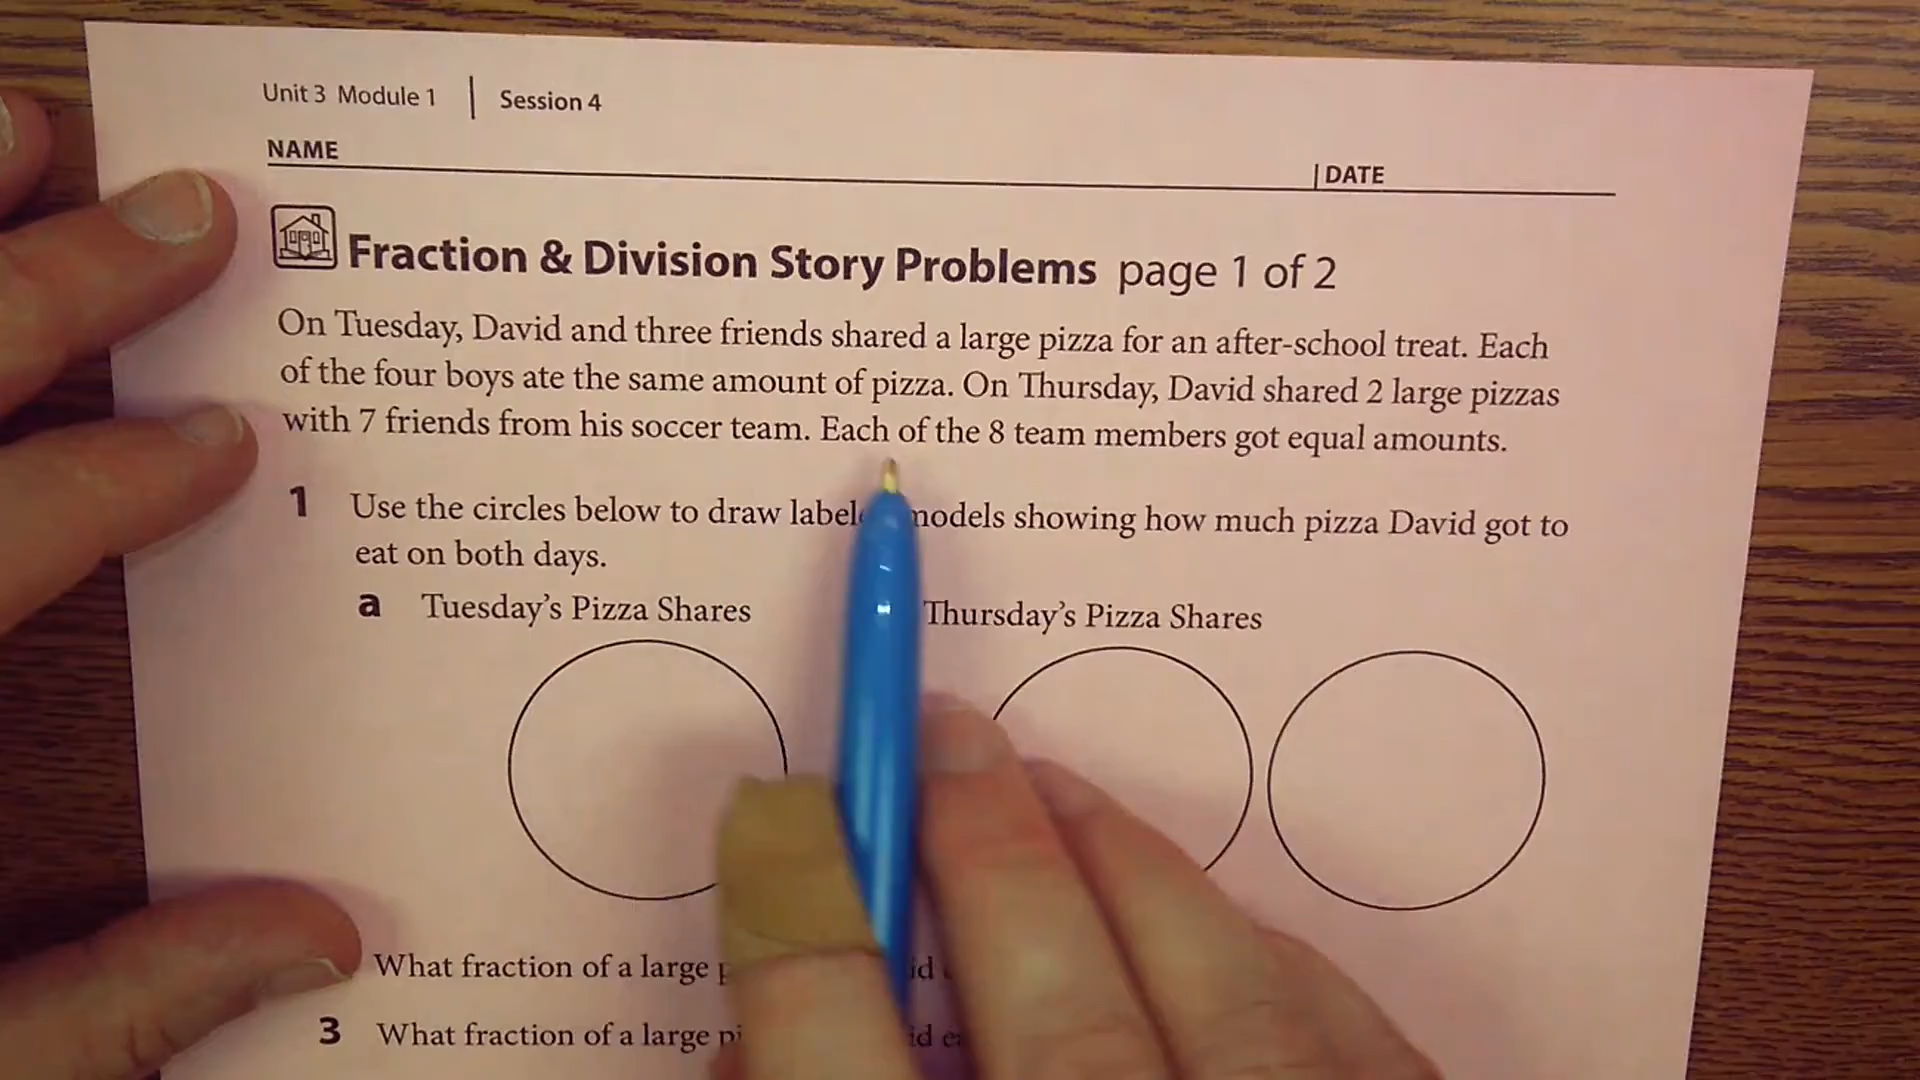 Unit 3 Module 1 | Session 4
NAME | DATE
Fraction & Division Story Problems page 1 of 2
On Tuesday, David and three friends shared a large pizza for an after-school treat. Each
of the four boys ate the same amount of pizza. On Thursday, David shared 2 large pizzas
with 7 friends from his soccer team. Each of the 8 team members got equal amounts.
1 Use the circles below to draw models showing how much pizza David got to
eat on both days.
a Tuesday's Pizza Shares Thursday's Pizza Shares
What fraction of a large
3 What fraction of a large